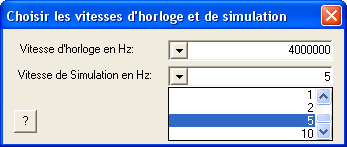 Choisir les vitesses d'horloge et de simulation
Vitesse d'horloge en Hz: 4000000
Vitesse de Simulation en Hz: 5
1
2
5
10
?